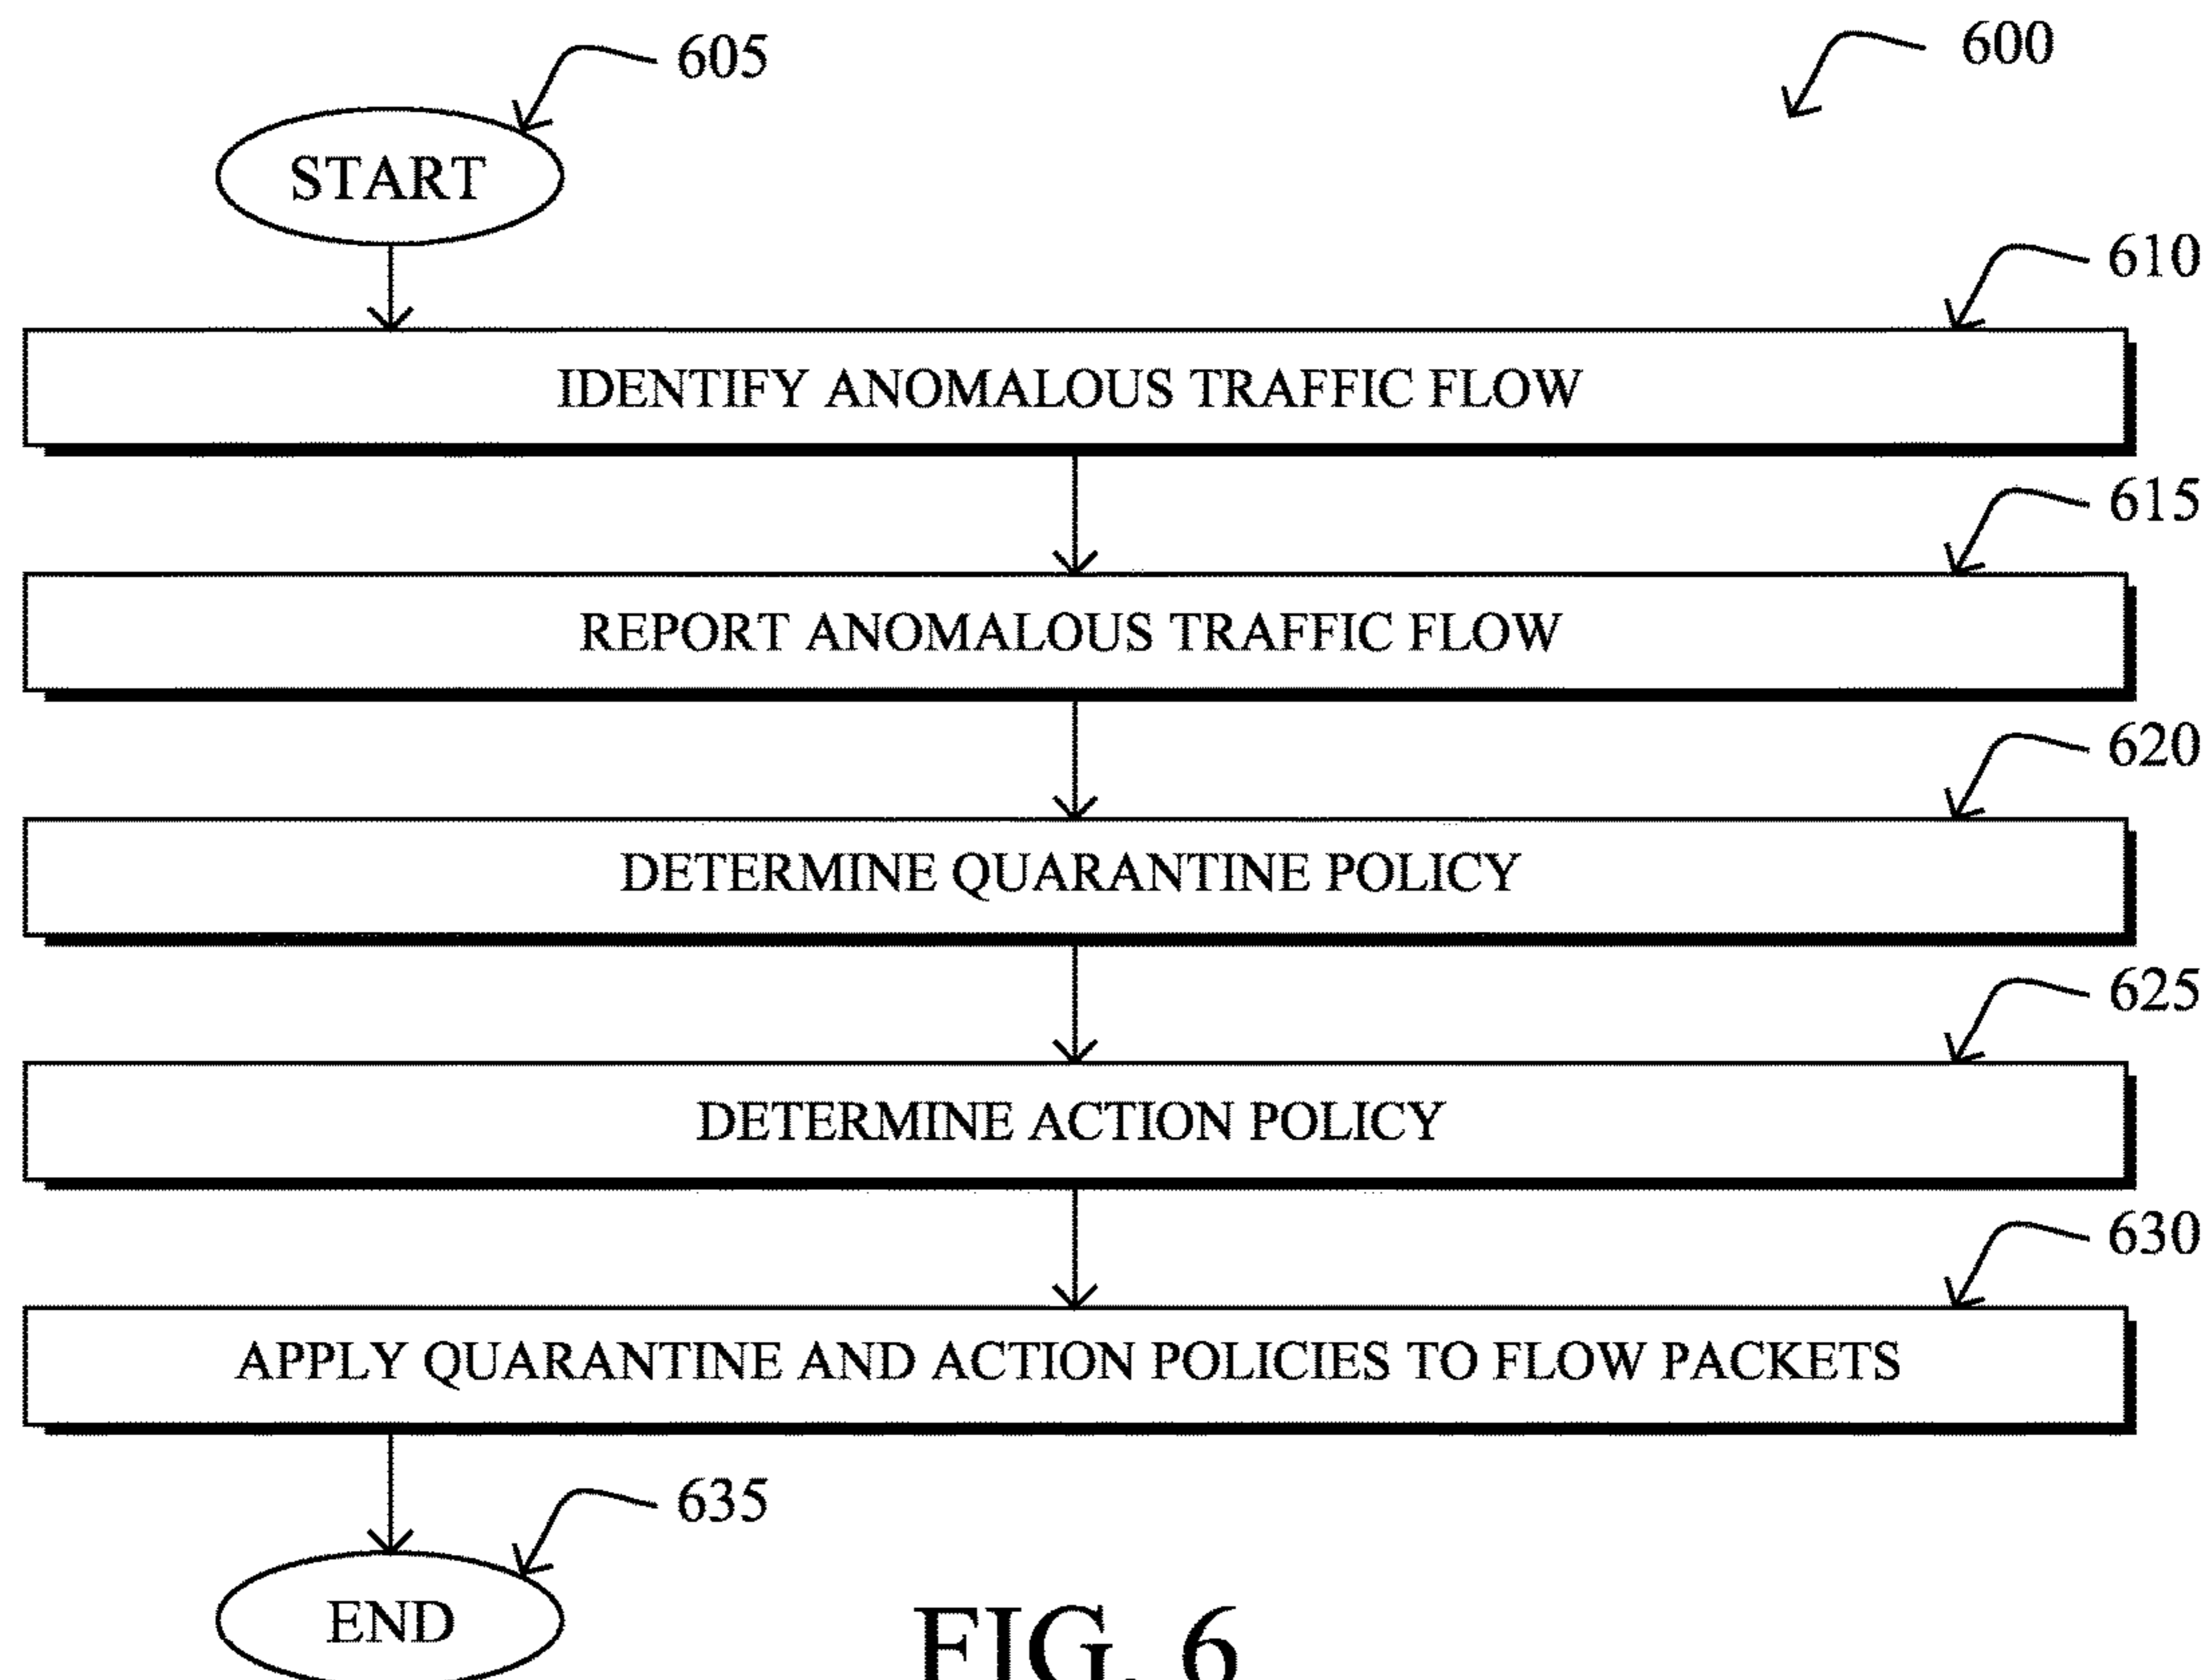 605
600
START
610
IDENTIFY ANOMALOUS TRAFFIC FLOW
615
REPORT ANOMALOUS TRAFFIC FLOW
620
DETERMINE QUARANTINE POLICY
625
DETERMINE ACTION POLICY
630
APPLY QUARANTINE AND ACTION POLICIES TO FLOW PACKETS
635
END
FIG. 6